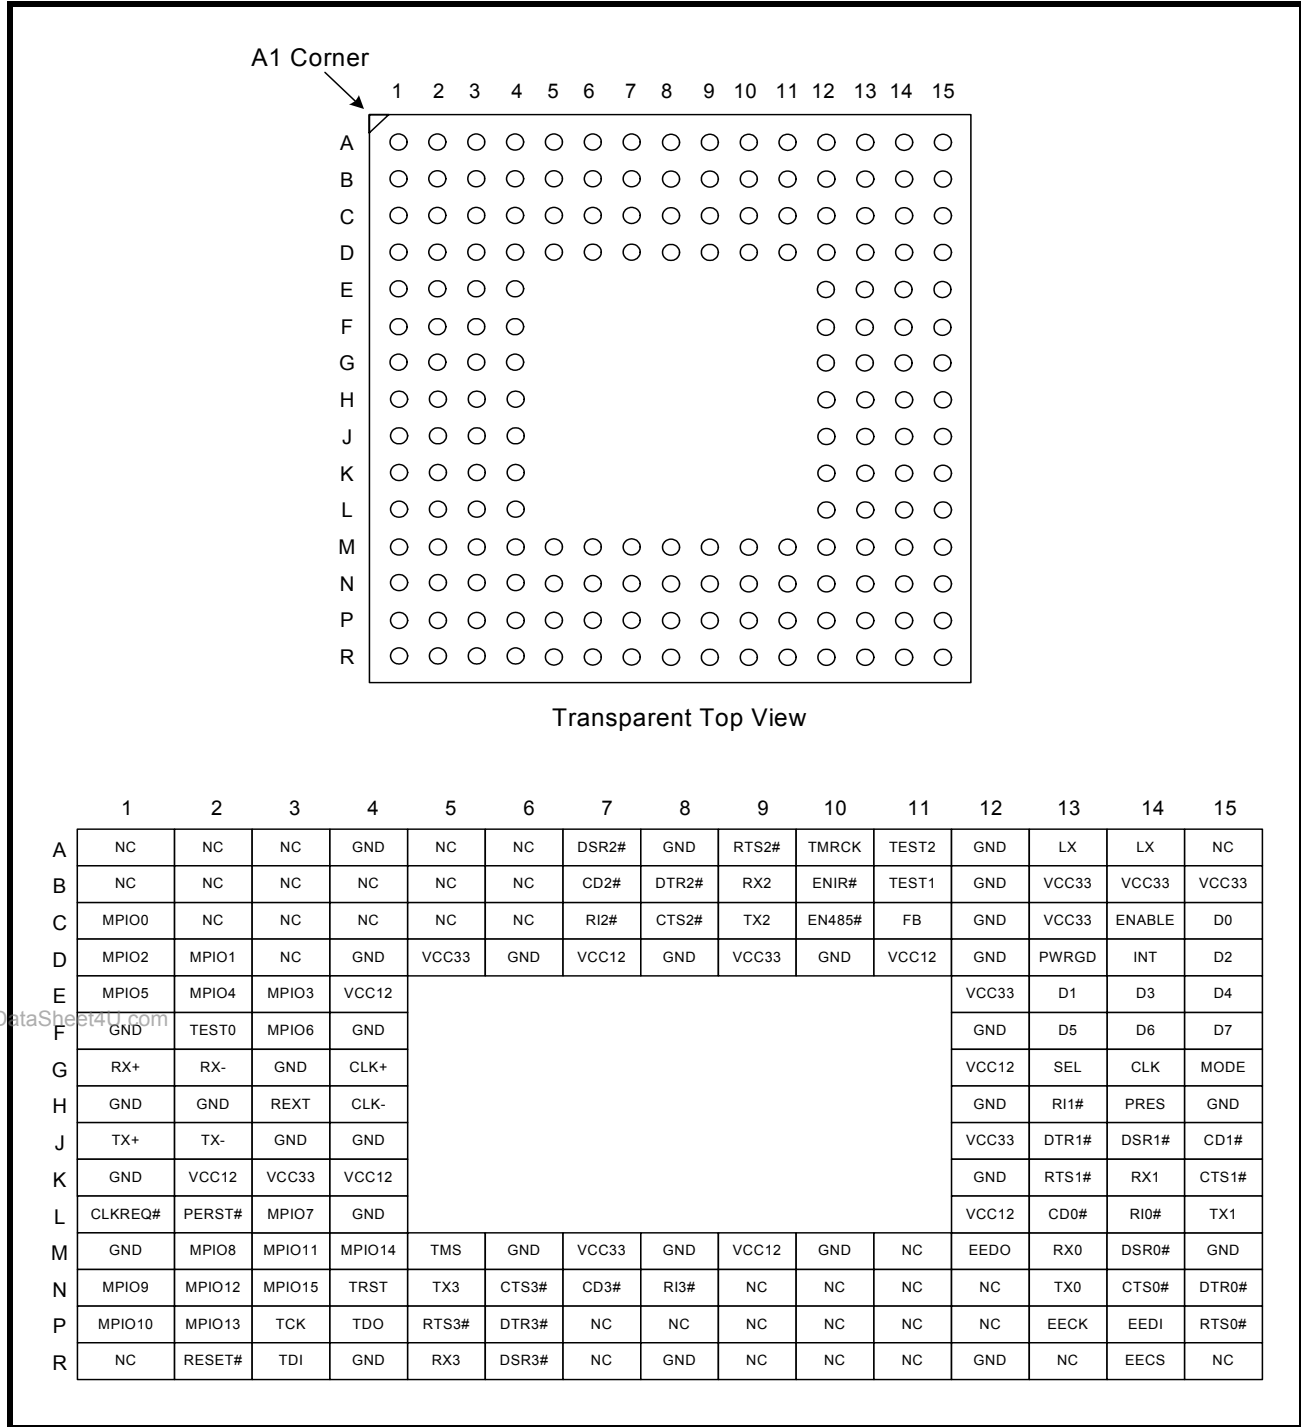 A1 Corner
1 2 3 4 5 6 7 8 9 10 11 12 13 14 15
A
B
C
D
E
F
G
H
J
K
L
M
N
P
R
Transparent Top View
1 2 3 4 5 6 7 8 9 10 11 12 13 14 15
A NC NC NC GND NC NC DSR2# GND RTS2# TMRCK TEST2 GND LX LX NC
B NC NC NC NC NC NC CD2# DTR2# RX2 ENIR# TEST1 GND VCC33 VCC33 VCC33
C MPIO0 NC NC NC NC NC RI2# CTS2# TX2 EN485# FB GND VCC33 ENABLE D0
D MPIO2 MPIO1 NC GND VCC33 GND VCC12 GND VCC33 GND VCC12 GND PWRGD INT D2
E MPIO5 MPIO4 MPIO3 VCC12 VCC33 D1 D3 D4
DataSheet4U.com
F GND TEST0 MPIO6 GND GND D5 D6 D7
G RX+ RX- GND CLK+ VCC12 SEL CLK MODE
H GND GND REXT CLK- GND RI1# PRES GND
J TX+ TX- GND GND VCC33 DTR1# DSR1# CD1#
K GND VCC12 VCC33 VCC12 GND RTS1# RX1 CTS1#
L CLKREQ# PERST# MPIO7 GND VCC12 CD0# RI0# TX1
M GND MPIO8 MPIO11 MPIO14 TMS GND VCC33 GND VCC12 GND NC EEDO RX0 DSR0# GND
N MPIO9 MPIO12 MPIO15 TRST TX3 CTS3# CD3# RI3# NC NC NC NC TX0 CTS0# DTR0#
P MPIO10 MPIO13 TCK TDO RTS3# DTR3# NC NC NC NC NC NC EECK EEDI RTS0#
R NC RESET# TDI GND RX3 DSR3# NC GND NC NC NC GND NC EECS NC